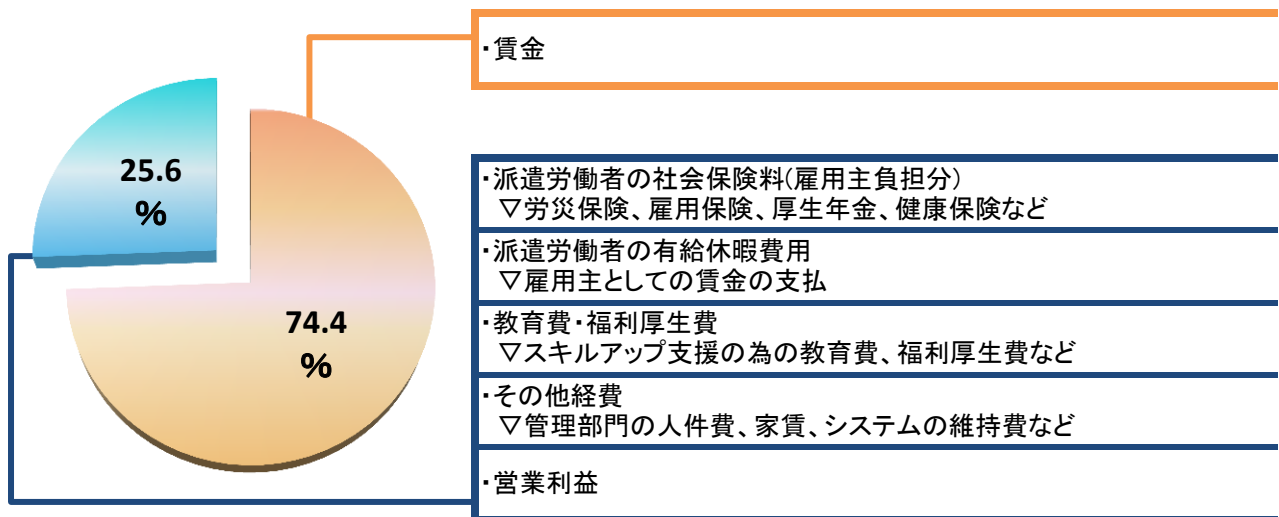 ・賃金
25.6
%
・派遣労働者の社会保険料(雇用主負担分)
▽労災保険、雇用保険、厚生年金、健康保険など
・派遣労働者の有給休暇費用
▽雇用主としての賃金の支払
74.4
%
・教育費・福利厚生費
▽スキルアップ支援の為の教育費、福利厚生費など
・その他経費
▽管理部門の人件費、家賃、システムの維持費など
・営業利益